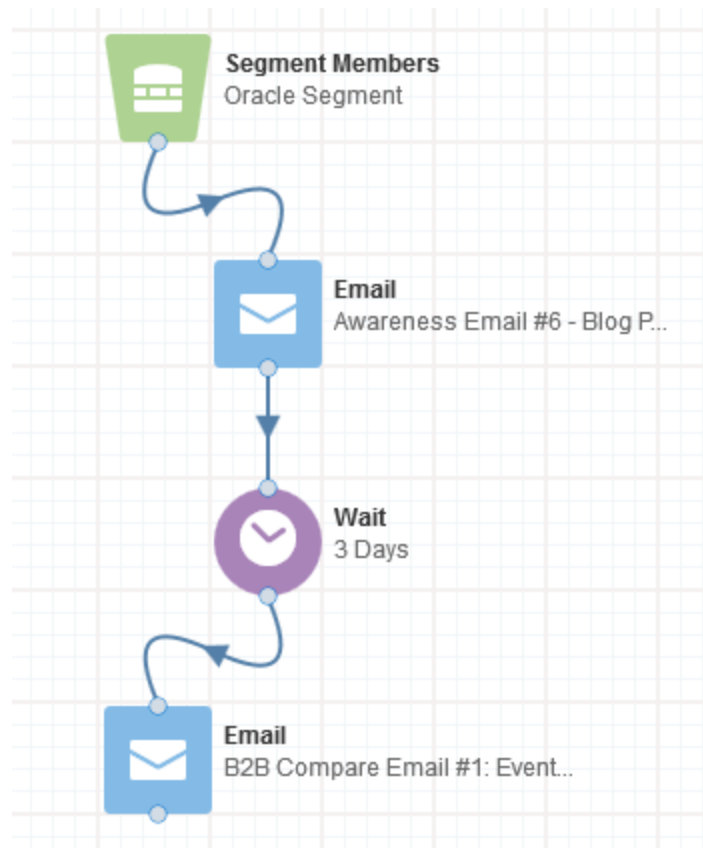 Segment Members
Oracle Segment
Email
Awareness Email #6 - Blog P...
Wait
3 Days
Email
B2B Compare Email #1: Event...